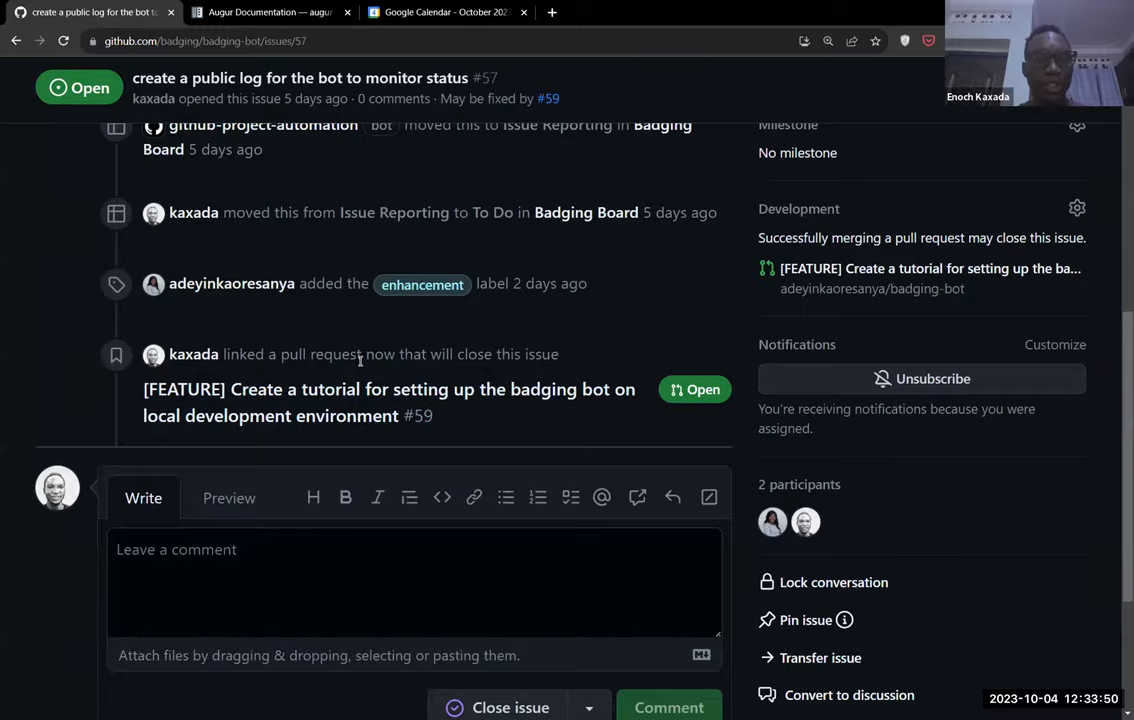 create a public log for the bot to
Augur Documentation — augur
Google Calendar - October 202
github.com/badging/badging-bot/issues/57
Enoch Kaxada
Open
create a public log for the bot to monitor status #57
kaxada opened this issue 5 days ago · 0 comments · May be fixed by #59
github-project-automation bot moved this to Issue Reporting in Badging
Board 5 days ago
kaxada moved this from Issue Reporting to To Do in Badging Board 5 days ago
adeyinkaoresanya added the enhancement label 2 days ago
kaxada linked a pull request now that will close this issue
[FEATURE] Create a tutorial for setting up the badging bot on
local development environment #59
Open
Write
Preview
Leave a comment
Attach files by dragging & dropping, selecting or pasting them.
Close issue
Comment
Milestone
No milestone
Development
Successfully merging a pull request may close this issue.
[FEATURE] Create a tutorial for setting up the ba...
adeyinkaoresanya/badging-bot
Notifications
Customize
Unsubscribe
You're receiving notifications because you were
assigned.
2 participants
Lock conversation
Pin issue
Transfer issue
Convert to discussion
2023-10-04 12:33:50